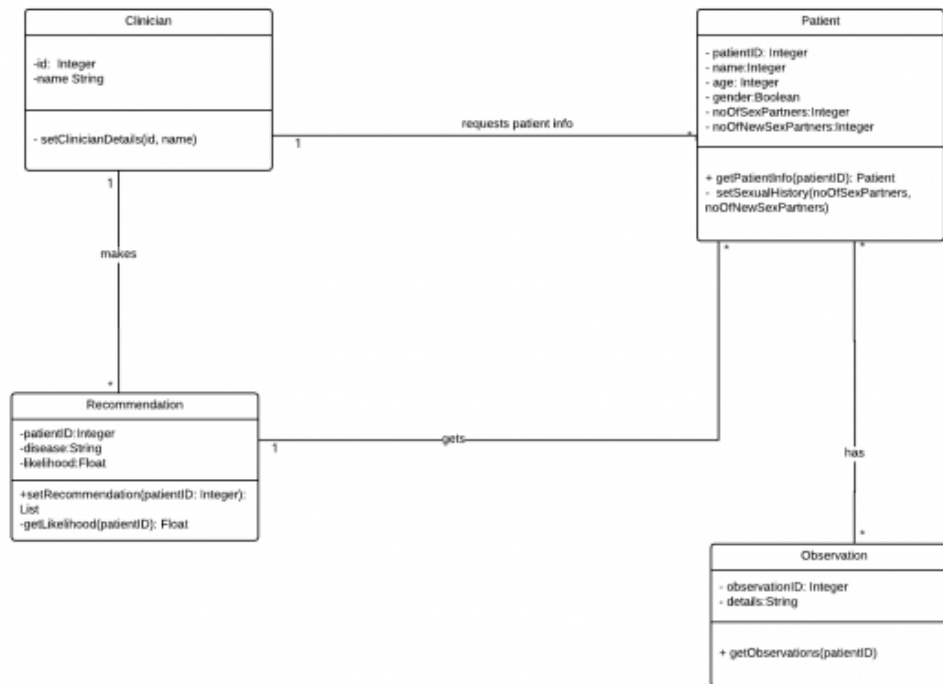 Clinician
-id: Integer
-name String
- setClinicianDetails(id, name)
Patient
- patientID: Integer
- name:Integer
- age: Integer
- gender:Boolean
- noOfSexPartners:Integer
- noOfNewSexPartners:Integer
+ getPatientInfo(patientID): Patient
- setSexualHistory(noOfSexPartners,
noOfNewSexPartners)
requests patient info
1
*
1
makes
*
Recommendation
-patientID:Integer
-disease:String
-likelihood:Float
+setRecommendation(patientID: Integer):
List
-getLikelihood(patientID): Float
1
gets
*
*
has
*
Observation
- observationID: Integer
- details:String
+ getObservations(patientID)